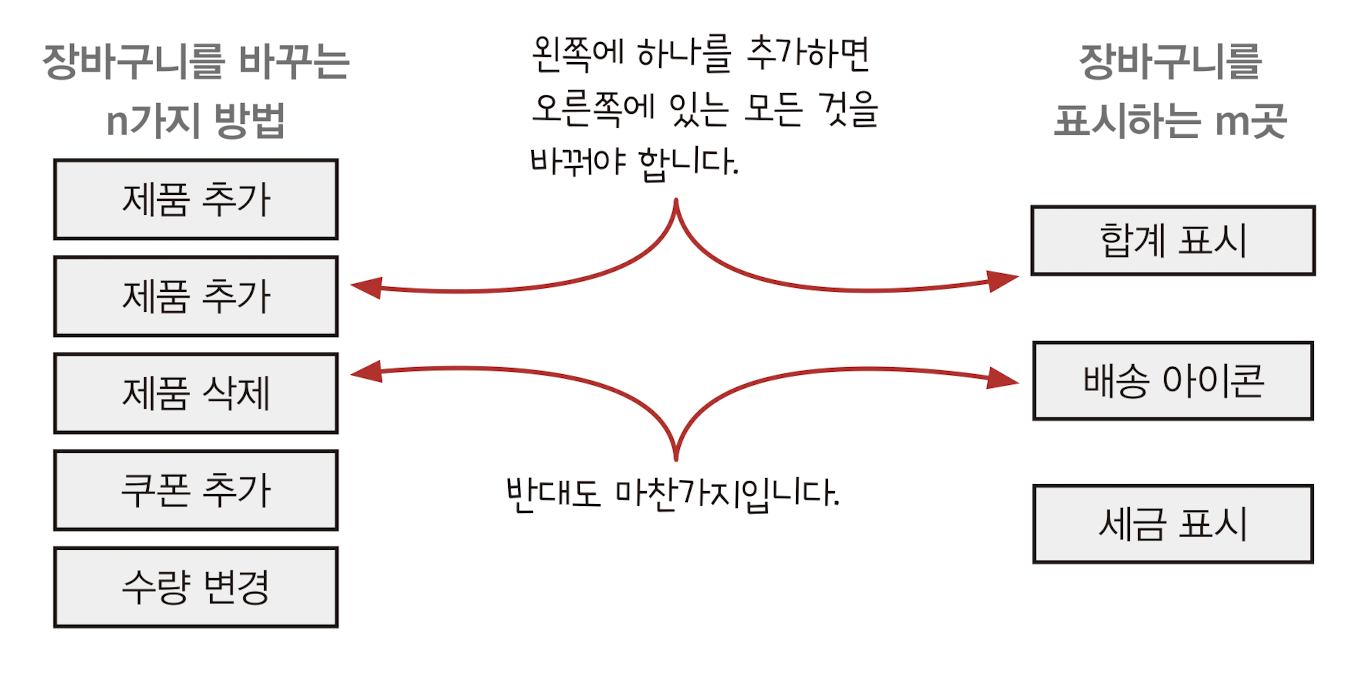 장바구니를 바꾸는
n가지 방법
제품 추가
제품 추가
제품 삭제
쿠폰 추가
수량 변경
왼쪽에 하나를 추가하면
오른쪽에 있는 모든 것을
바꿔야 합니다.
반대도 마찬가지입니다.
장바구니를
표시하는 m곳
합계 표시
배송 아이콘
세금 표시